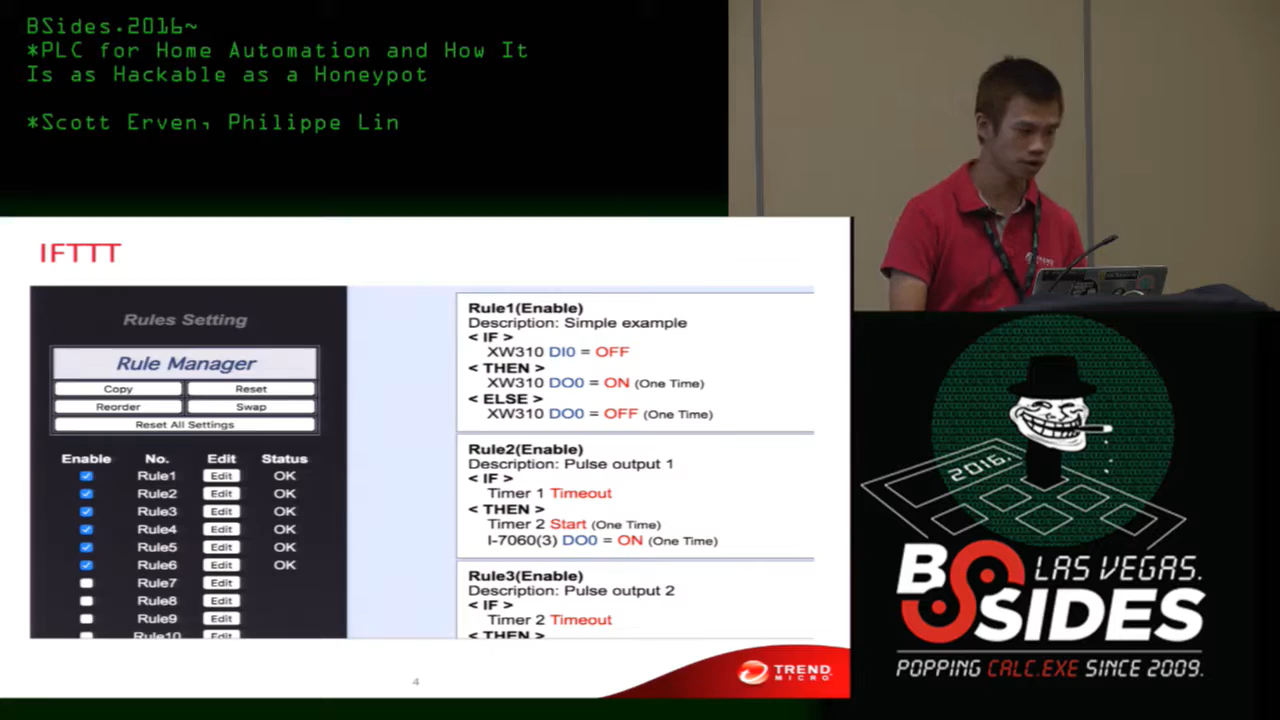 BSides.2016~
*PLC for Home Automation and How It
Is as Hackable as a Honeypot
*Scott Erven, Philippe Lin
IFTTT
Rules Setting
Rule Manager
Copy Reset
Reorder Swap
Reset All Settings
Enable No. Edit Status
Rule1 Edit OK
Rule2 Edit OK
Rule3 Edit OK
Rule4 Edit OK
Rule5 Edit OK
Rule6 Edit OK
Rule7 Edit
Rule8 Edit
Rule9 Edit
Rule10 Edit
Rule1(Enable)
Description: Simple example
< IF >
XW310 DI0 = OFF
< THEN >
XW310 DO0 = ON (One Time)
< ELSE >
XW310 DO0 = OFF (One Time)
Rule2(Enable)
Description: Pulse output 1
< IF >
Timer 1 Timeout
< THEN >
Timer 2 Start (One Time)
I-7060(3) DO0 = ON (One Time)
Rule3(Enable)
Description: Pulse output 2
< IF >
Timer 2 Timeout
< THEN >
4
TREND
MICRO
2016.
BSIDES
LAS VEGAS.
POPPING CALC.EXE SINCE 2009.